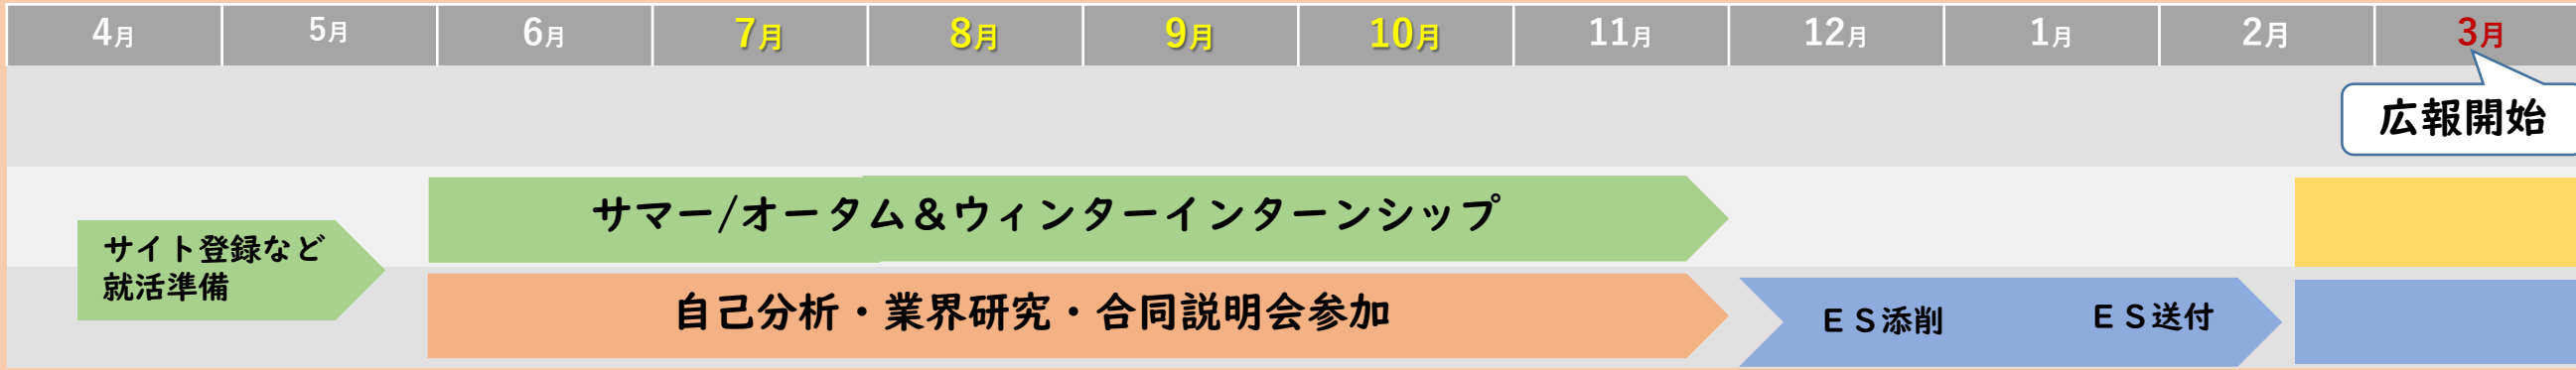 4月 5月 6月 7月 8月 9月 10月 11月 12月 1月 2月 3月
広報開始
サマー/オータム＆ウィンターインターンシップ
サイト登録など
就活準備
自己分析・業界研究・合同説明会参加
ＥＳ添削 ＥＳ送付